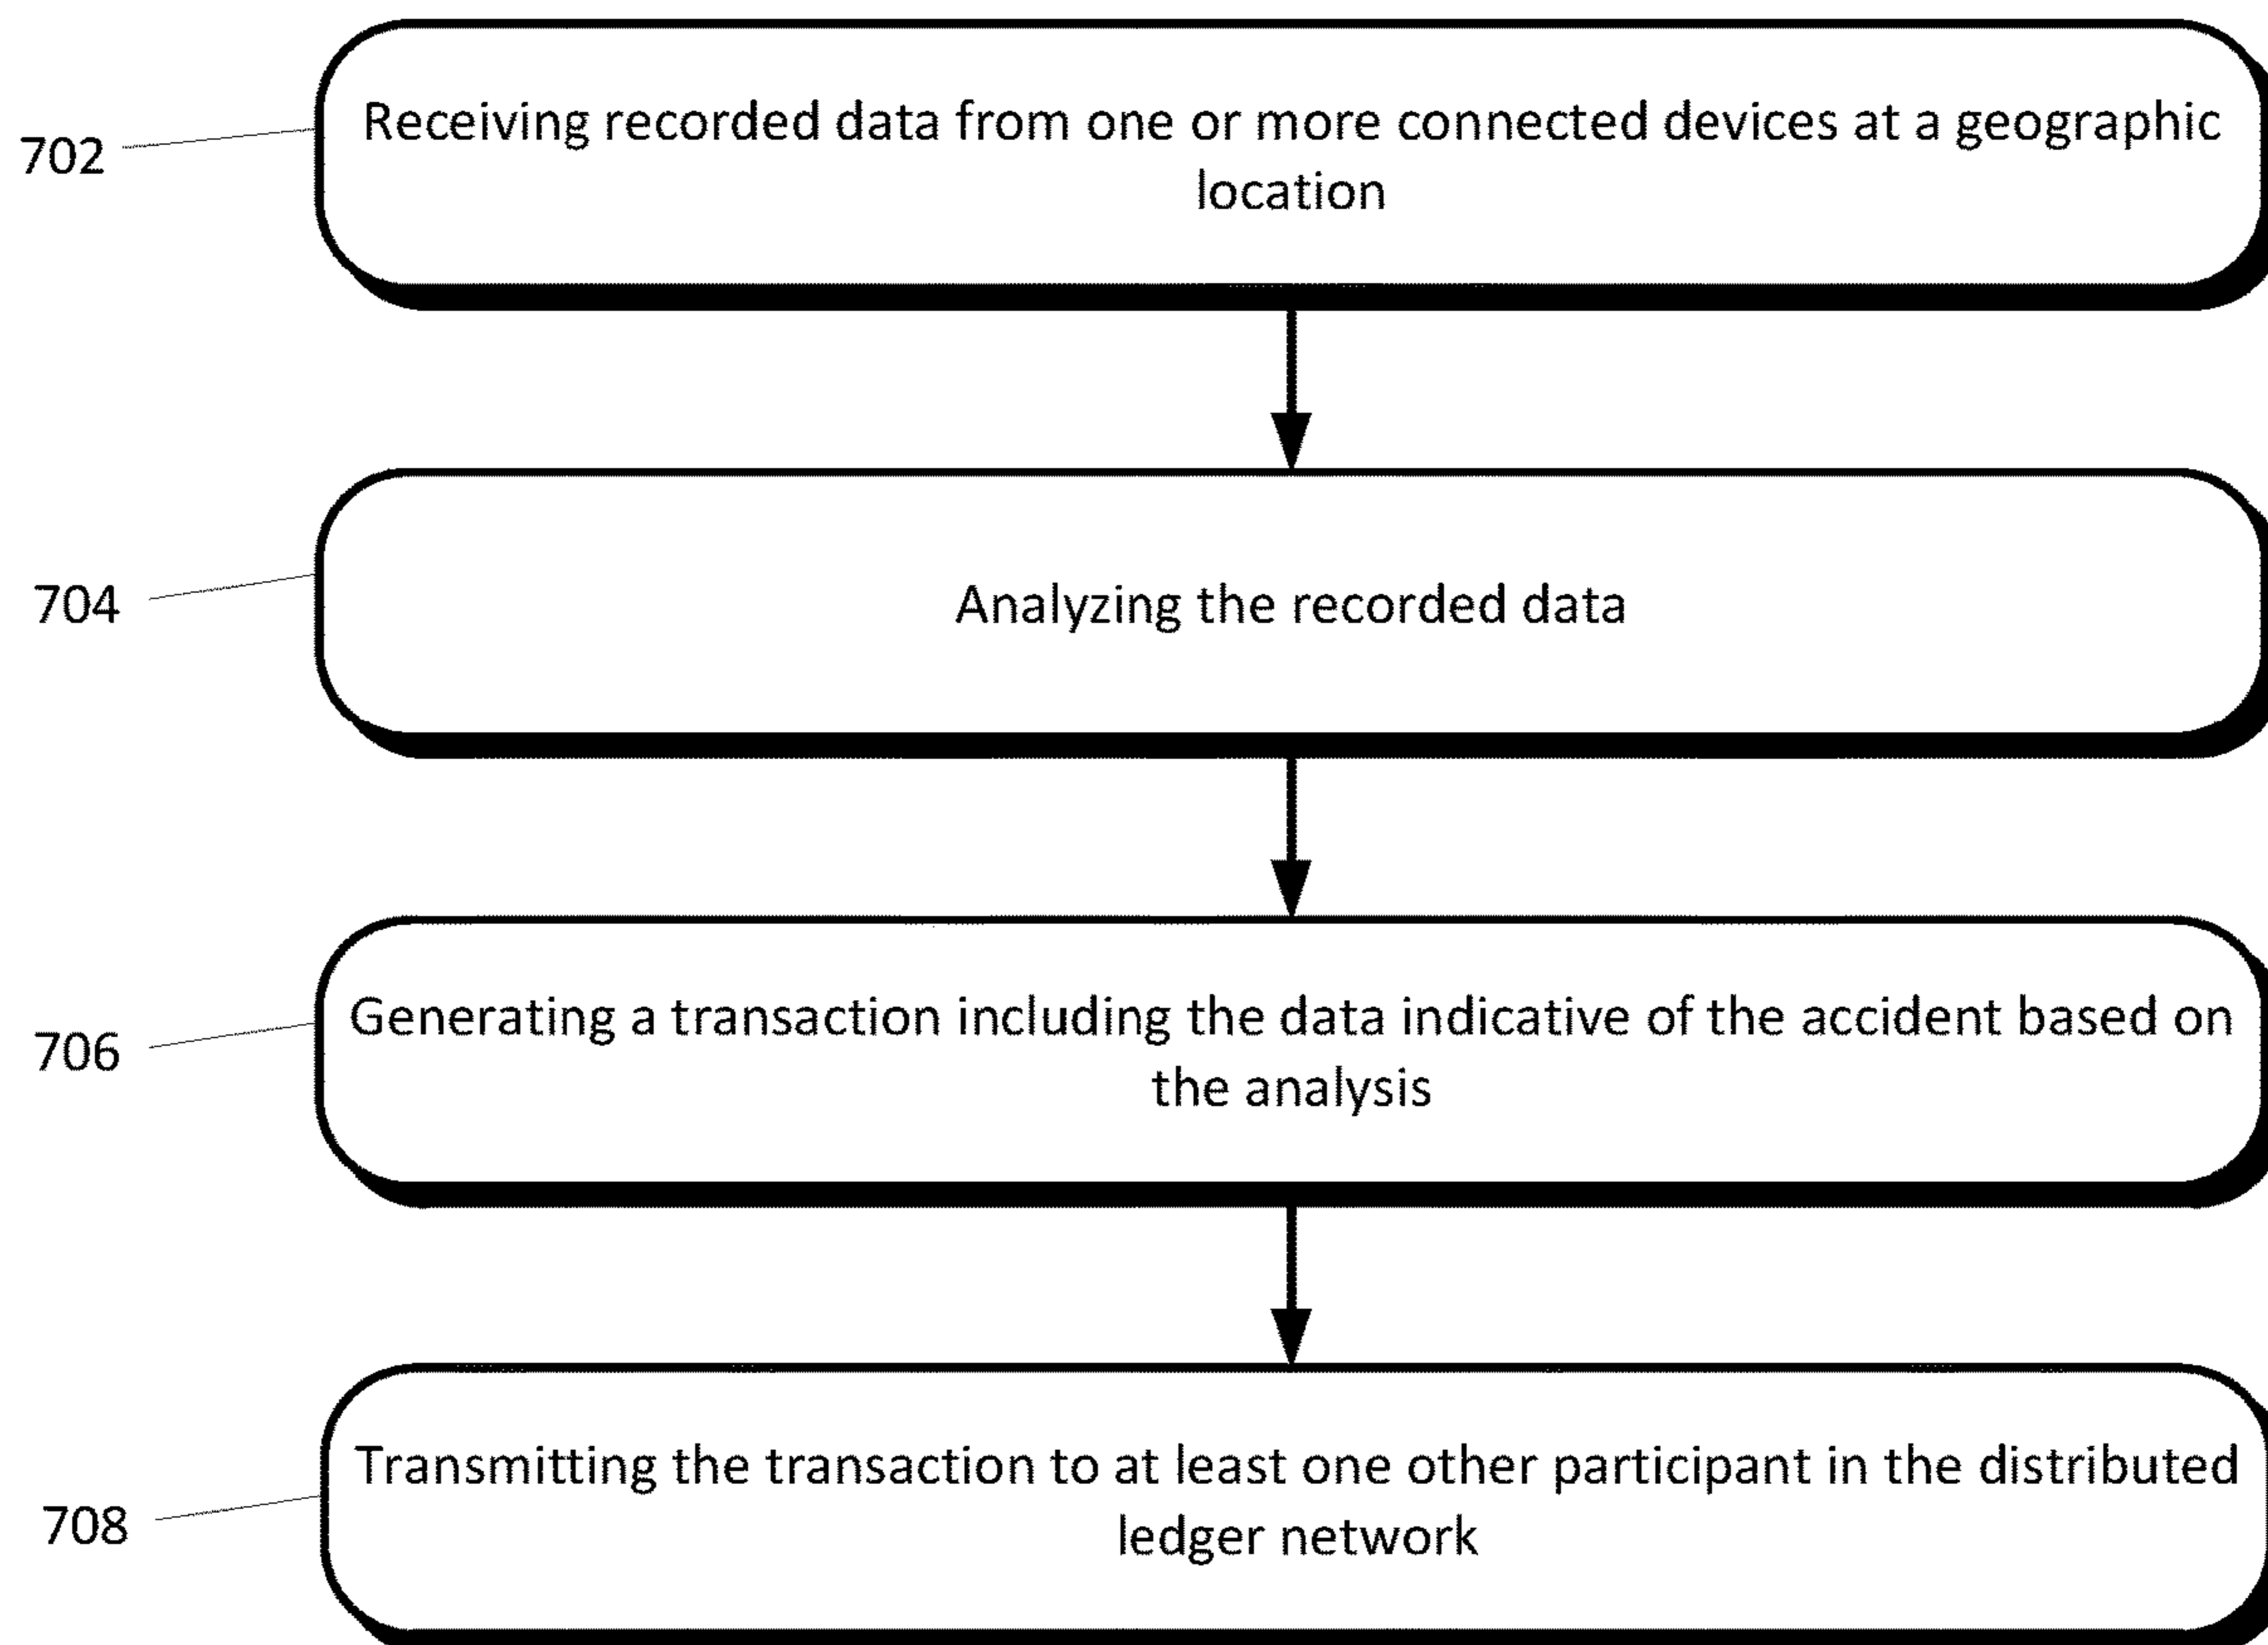 702
Receiving recorded data from one or more connected devices at a geographic
location
704
Analyzing the recorded data
706
Generating a transaction including the data indicative of the accident based on
the analysis
708
Transmitting the transaction to at least one other participant in the distributed
ledger network